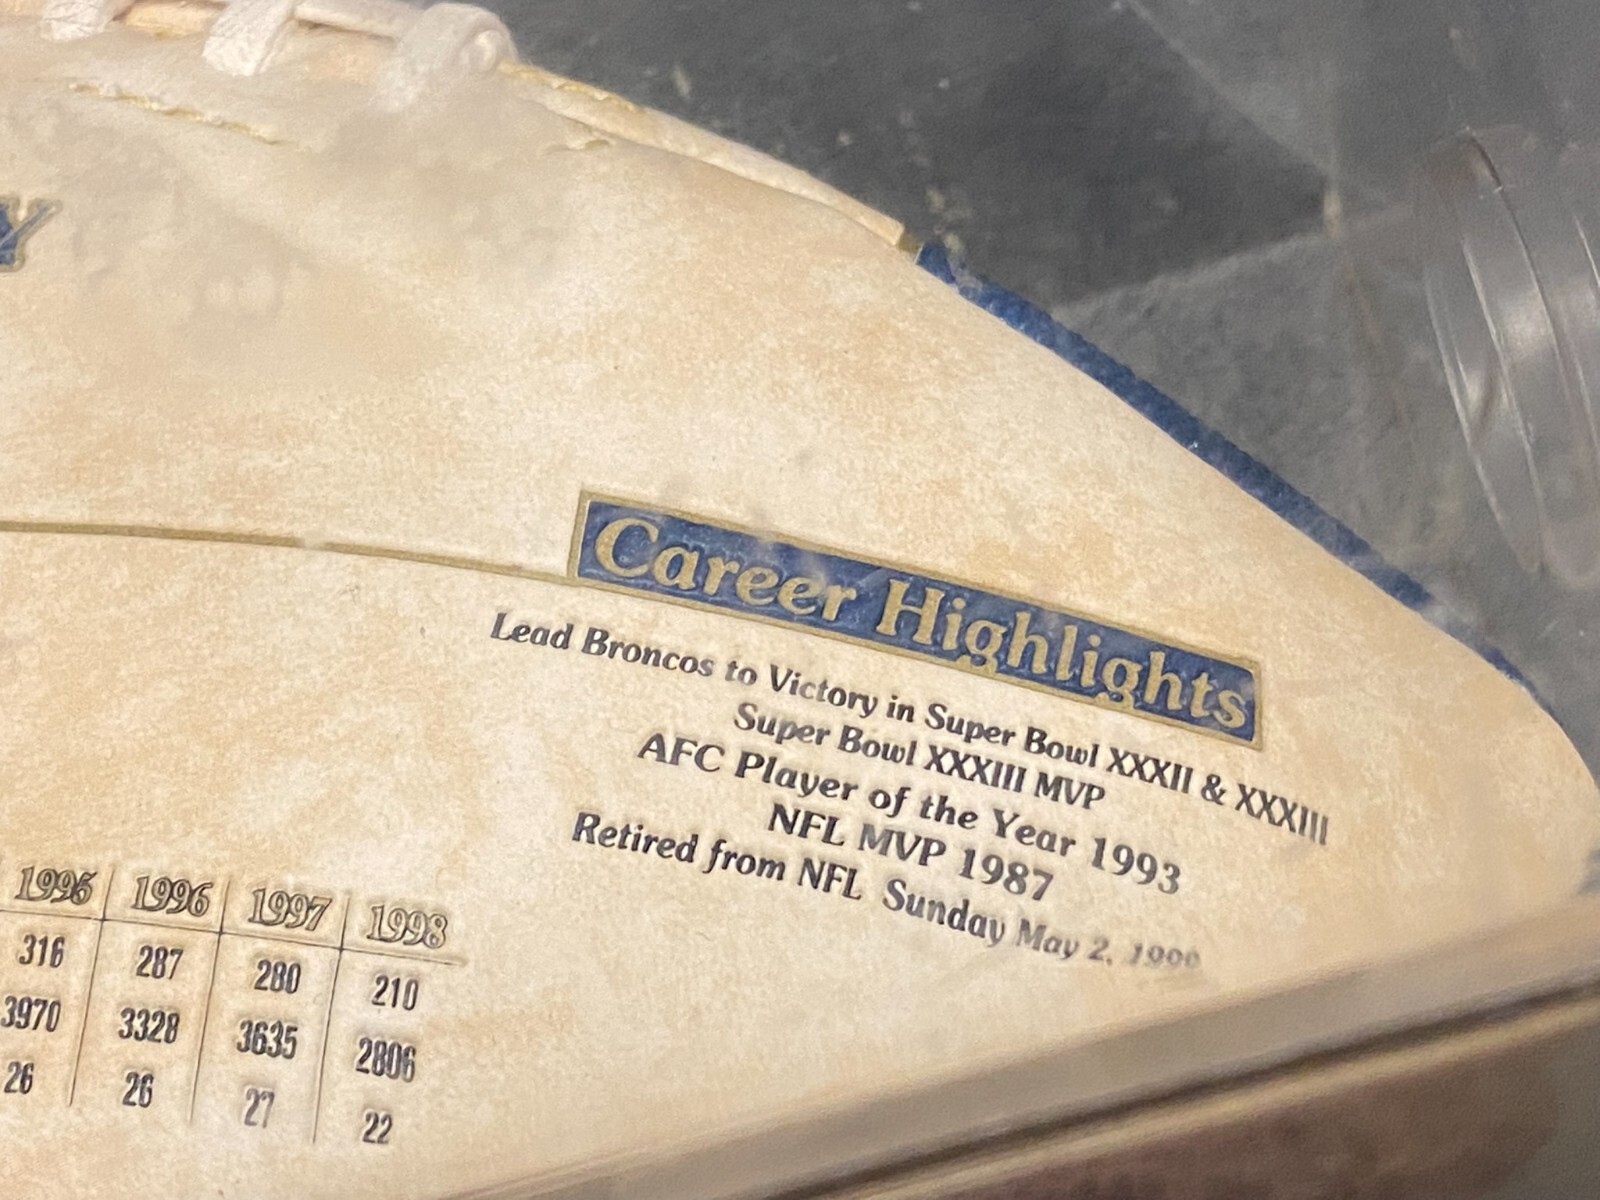 Y
Career Highlights
Lead Broncos to Victory in Super Bowl XXXII & XXXIII
Super Bowl XXXIII MVP
AFC Player of the Year 1993
NFL MVP 1987
Retired from NFL Sunday May 2, 1999
1995 1996 1997 1998
316 287 280 210
3970 3328 3635 2806
26 26 27 22